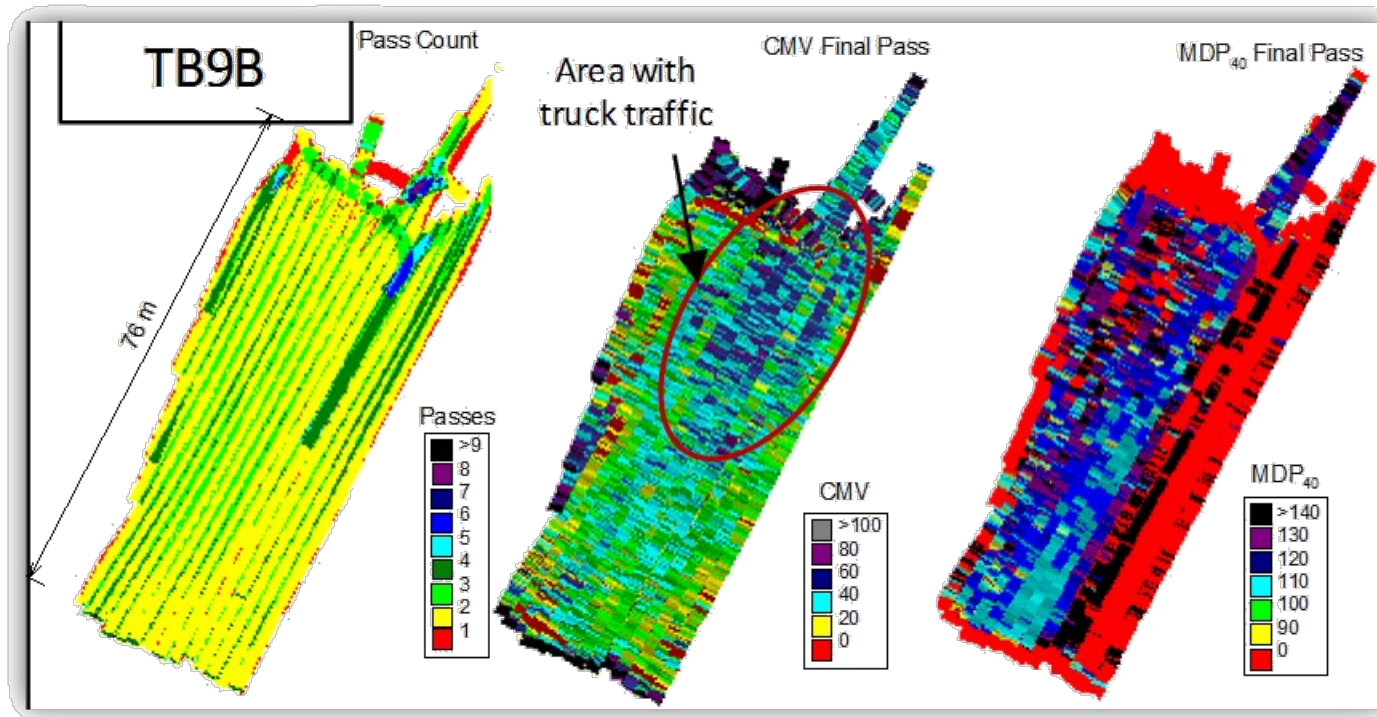 TB9B
Pass Count
76 m
Passes
>9
8
7
6
5
4
3
2
1
CMV Final Pass
Area with
truck traffic
CMV
>100
80
60
40
20
0
MDP₄₀ Final Pass
MDP₄₀
>140
130
120
110
100
90
0